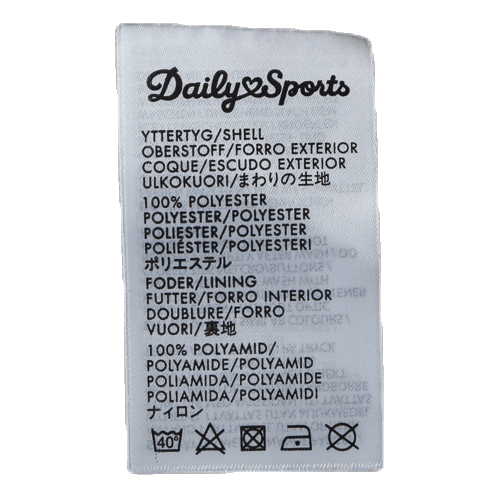 Daily Sports
YTTERTYG/SHELL
OBERSTOFF/FORRO EXTERIOR
COQUE/ESCUDO EXTERIOR
ULKOKUORI/まわりの生地
100% POLYESTER
POLYESTER/POLYESTER
POLIESTER/POLYESTER
POLIÉSTER/POLYESTERI
ポリエステル
FODER/LINING
FUTTER/FORRO INTERIOR
DOUBLURE/FORRO
VUORI/裏地
100% POLYAMID/
POLYAMIDE/POLYAMID
POLIAMIDA/POLYAMIDE
POLIAMIDA/POLYAMIDI
ナイロン
40°